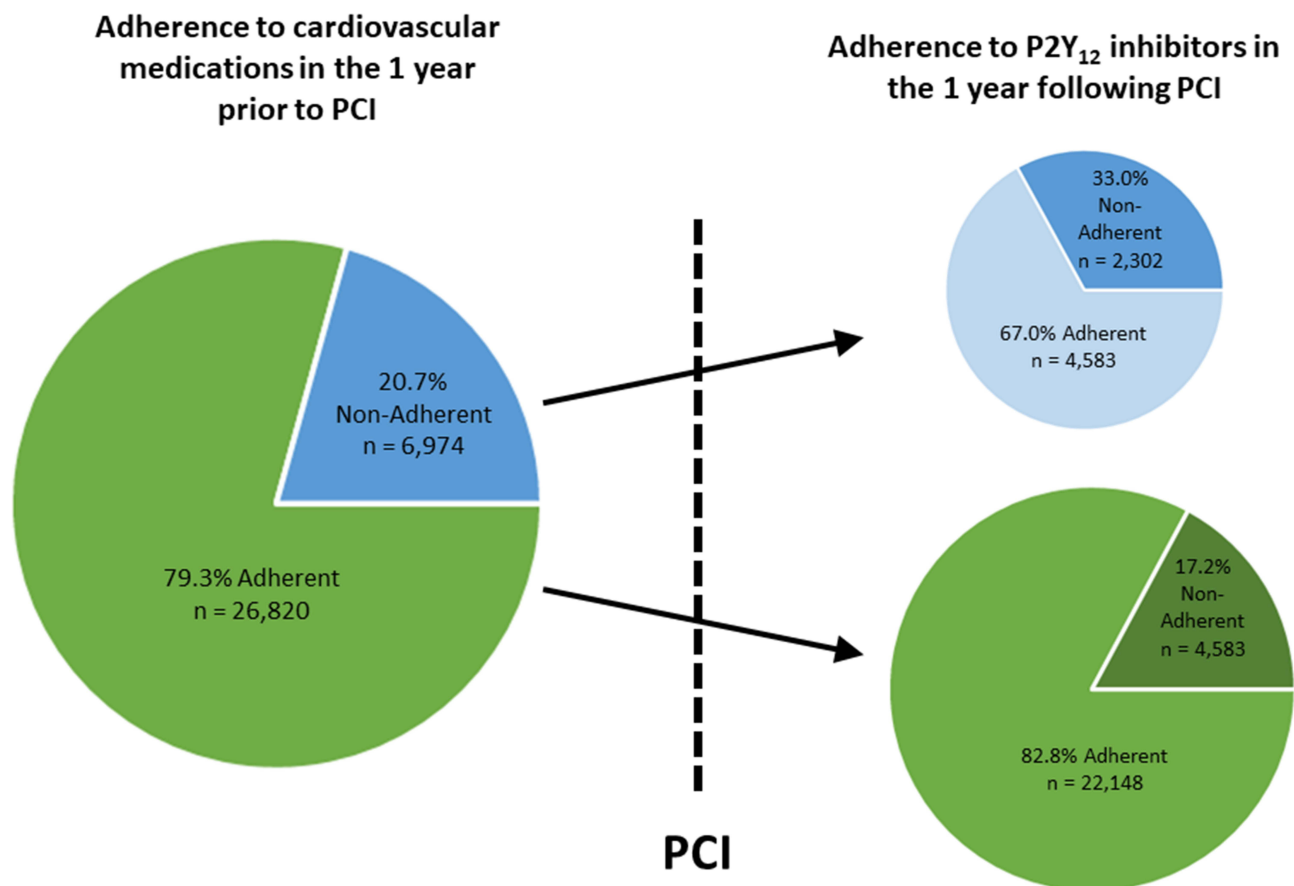 Adherence to cardiovascular
medications in the 1 year
prior to PCI
20.7%
Non-Adherent
n = 6,974
79.3% Adherent
n = 26,820
PCI
Adherence to P2Y₁₂ inhibitors in
the 1 year following PCI
33.0%
Non-
Adherent
n = 2,302
67.0% Adherent
n = 4,583
17.2%
Non-
Adherent
n = 4,583
82.8% Adherent
n = 22,148